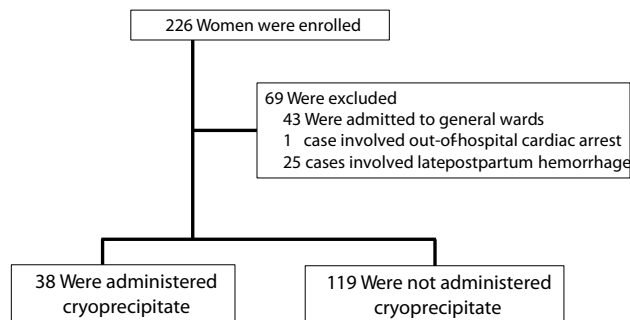 226 Women were enrolled
69 Were excluded
43 Were admitted to general wards
1 case involved out-of-hospital cardiac arrest
25 cases involved latepostpartum hemorrhage
38 Were administered
cryoprecipitate
119 Were not administered
cryoprecipitate